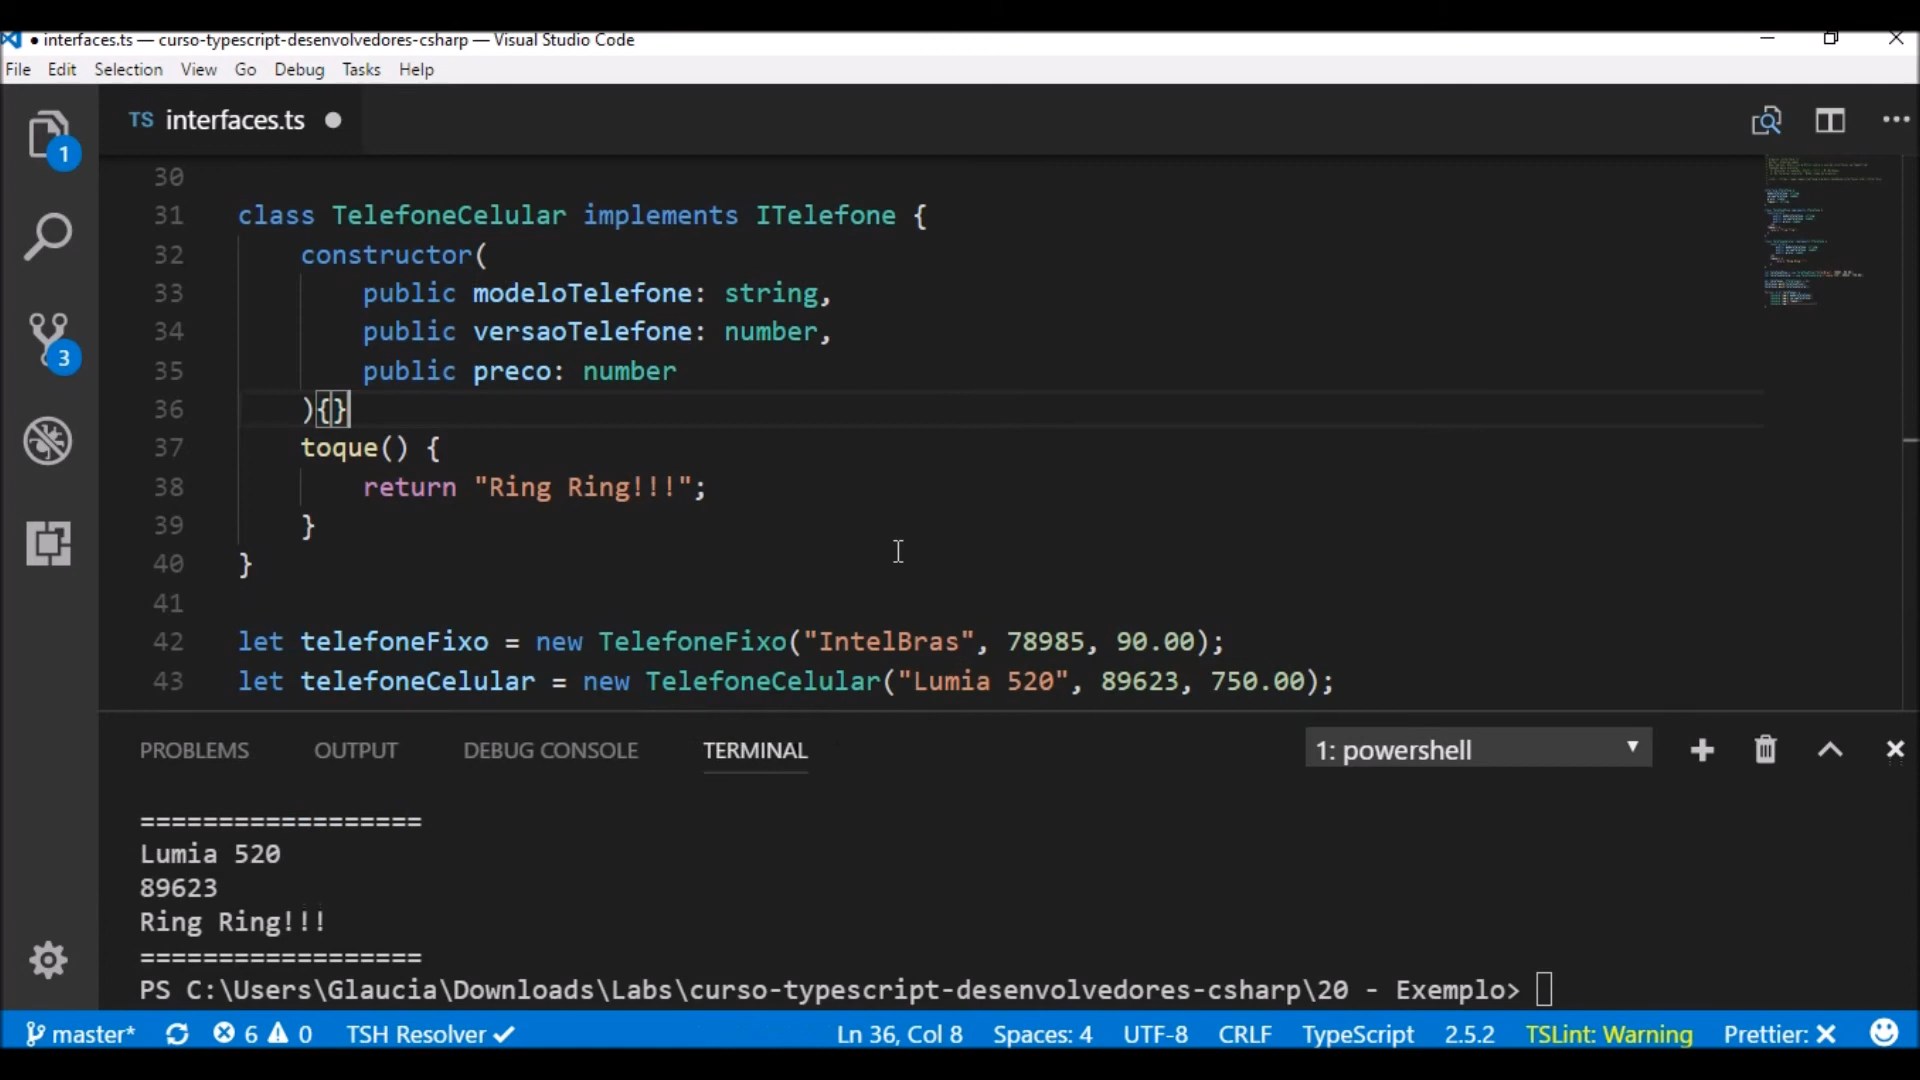 ● interfaces.ts — curso-typescript-desenvolvedores-csharp — Visual Studio Code
File Edit Selection View Go Debug Tasks Help
TS interfaces.ts ●
30
31 class TelefoneCelular implements ITelefone {
32 constructor(
33 public modeloTelefone: string,
34 public versaoTelefone: number,
35 public preco: number
36 ){}
37 toque() {
38 return "Ring Ring!!!";
39 }
40 }
41
42 let telefoneFixo = new TelefoneFixo("IntelBras", 78985, 90.00);
43 let telefoneCelular = new TelefoneCelular("Lumia 520", 89623, 750.00);
1
3
PROBLEMS OUTPUT DEBUG CONSOLE TERMINAL 1: powershell
==================
Lumia 520
89623
Ring Ring!!!
==================
PS C:\Users\Glaucia\Downloads\Labs\curso-typescript-desenvolvedores-csharp\20 - Exemplo>
master* 6 0 TSH Resolver ✓ Ln 36, Col 8 Spaces: 4 UTF-8 CRLF TypeScript 2.5.2 TSLint: Warning Prettier: ✕